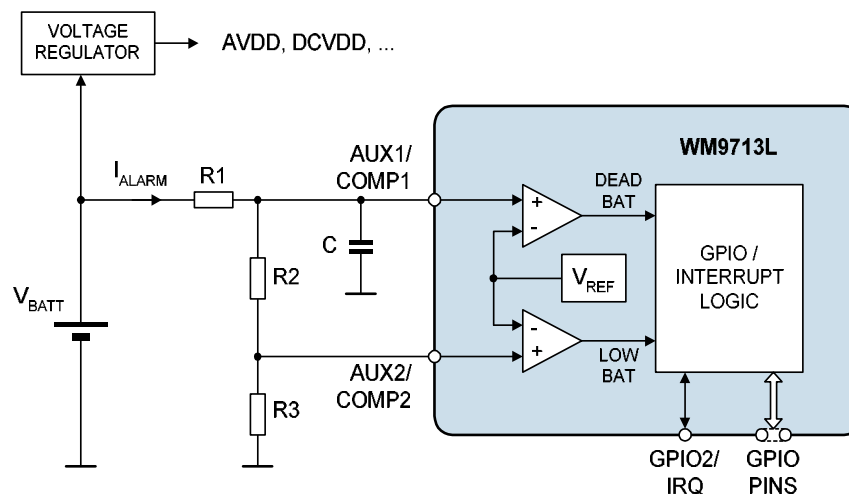 VOLTAGE
REGULATOR
AVDD, DCVDD, ...
WM9713L
I_ALARM
R1
AUX1/
COMP1
DEAD
BAT
+
-
C
GPIO /
INTERRUPT
LOGIC
R2
V_REF
V_BATT
-
+
LOW
BAT
AUX2/
COMP2
R3
GPIO2/
IRQ
GPIO
PINS